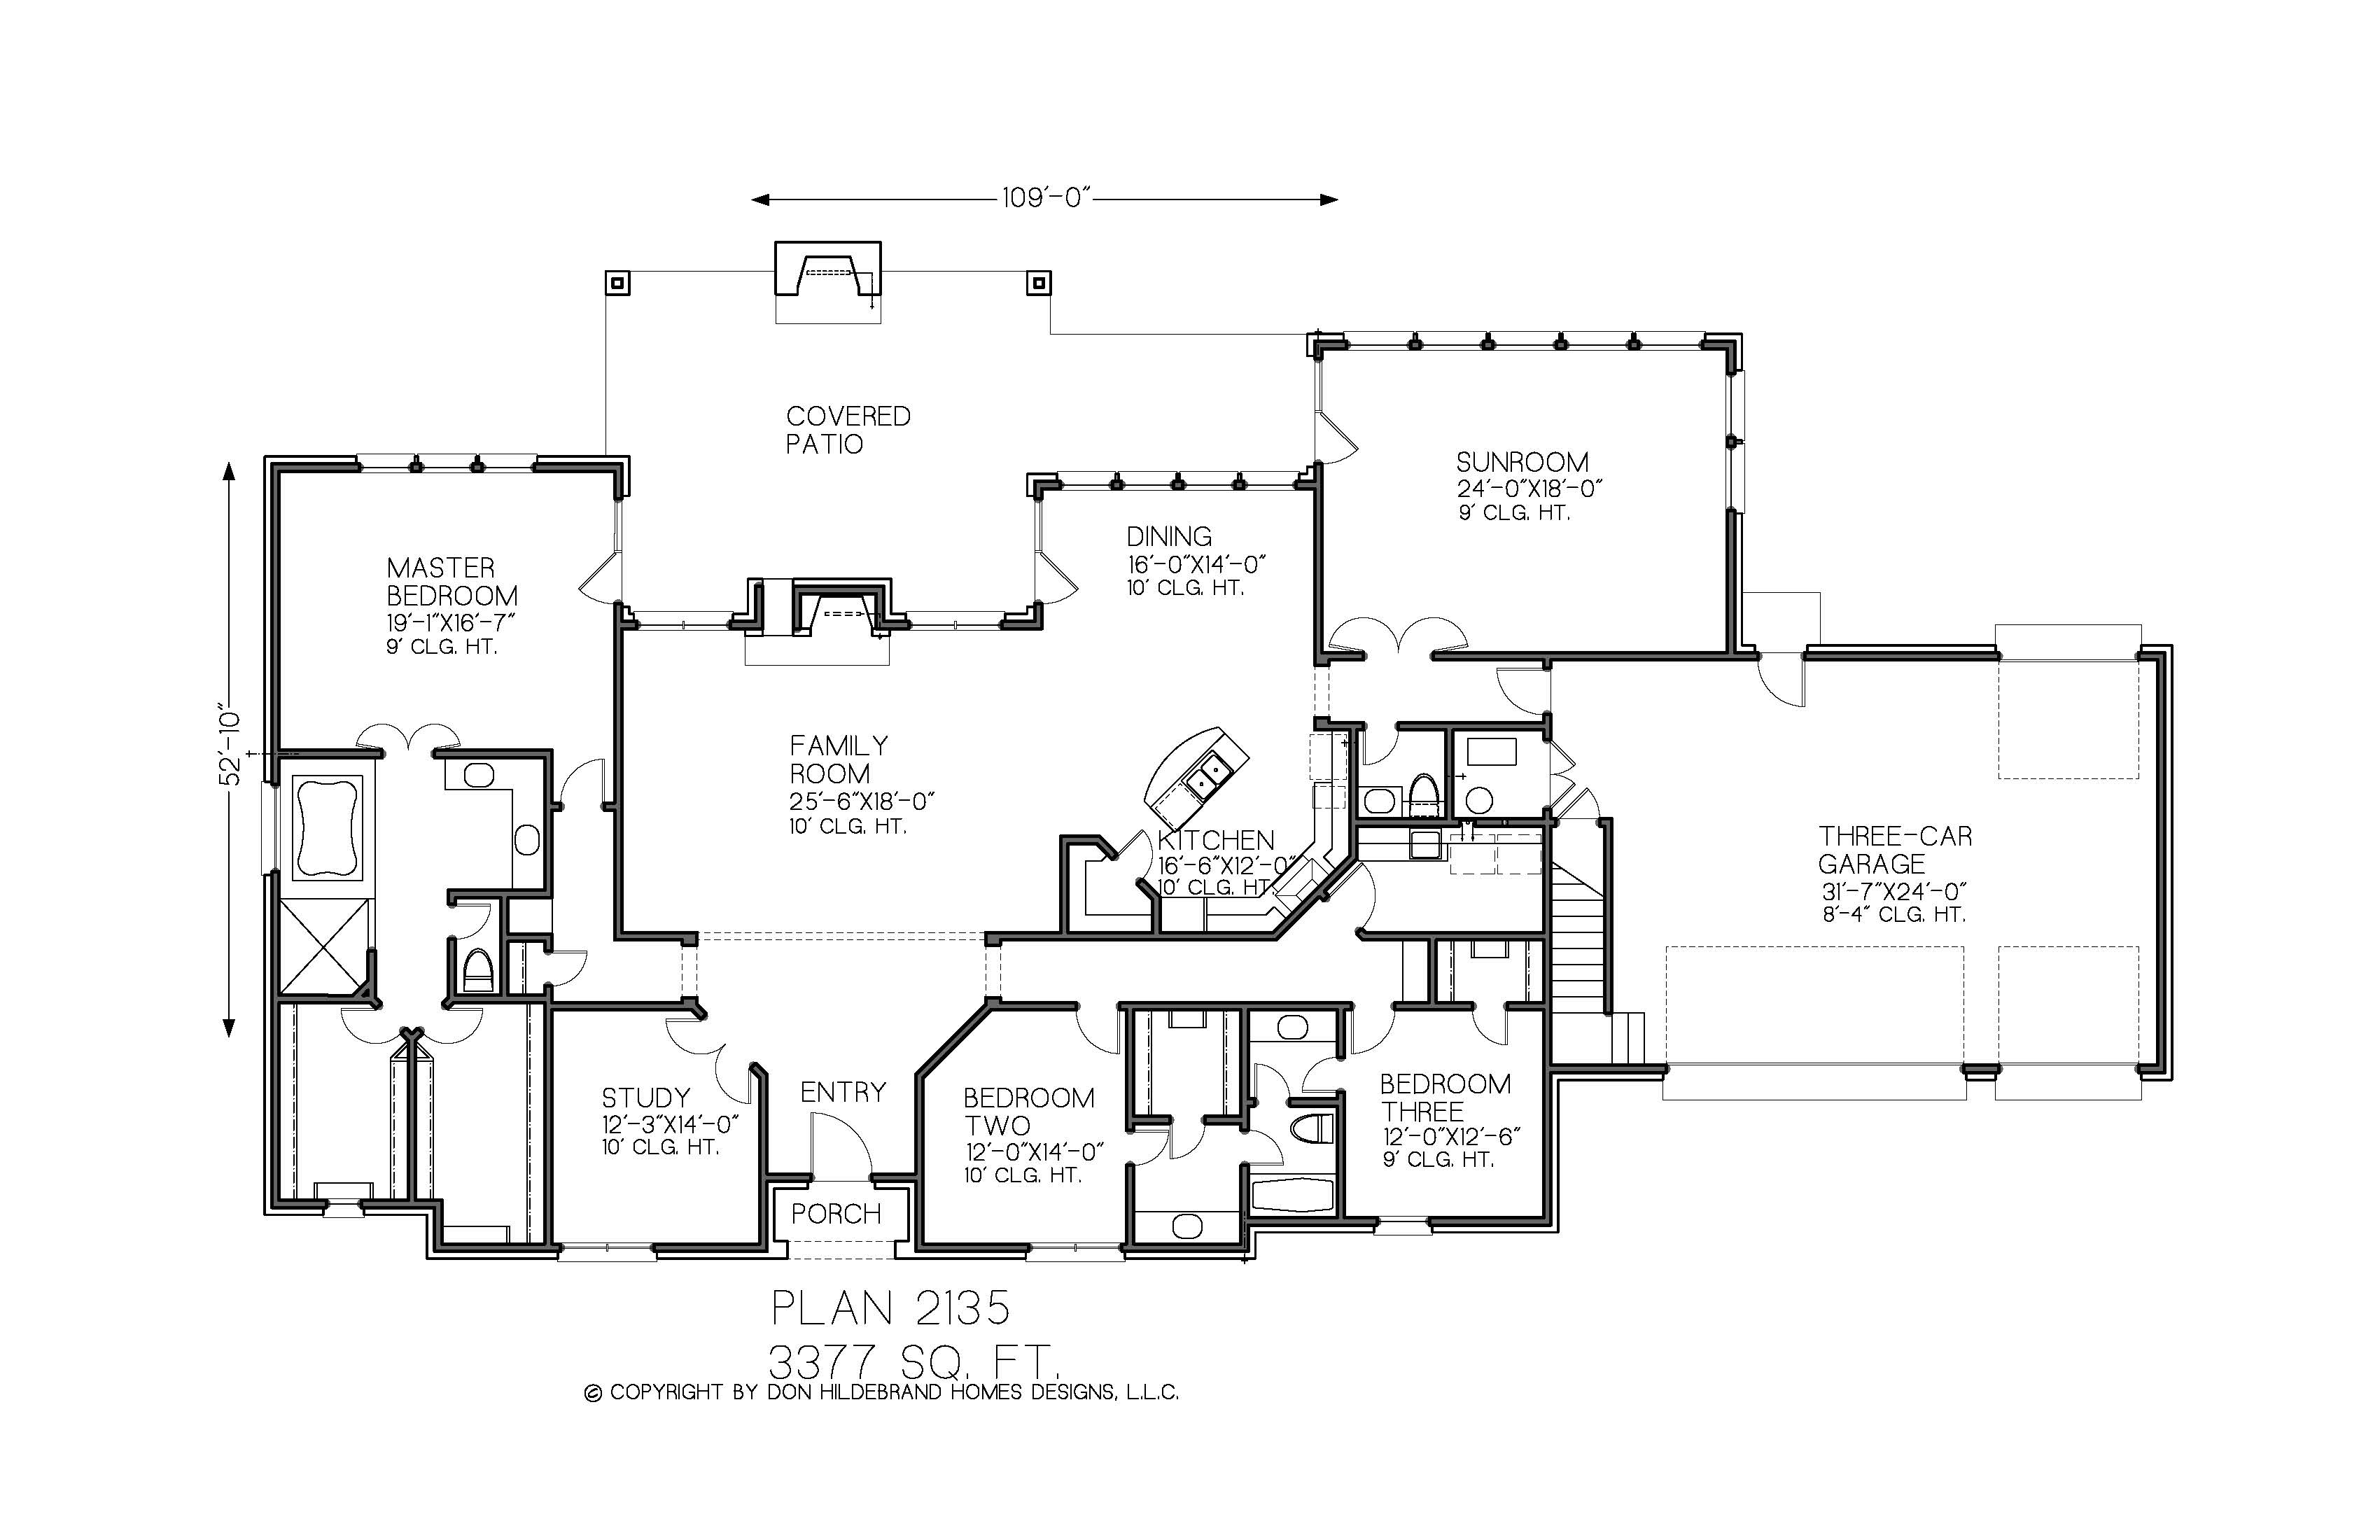 109'-0"
COVERED
PATIO
SUNROOM
24'-0"X18'-0"
9' CLG. HT.
DINING
16'-0"X14'-0"
10' CLG. HT.
MASTER
BEDROOM
19'-1"X16'-7"
9' CLG. HT.
52'-10"
FAMILY
ROOM
25'-6"X18'-0"
10' CLG. HT.
KITCHEN
16'-6"X12'-0"
10' CLG. HT.
THREE-CAR
GARAGE
31'-7"X24'-0"
8'-4" CLG. HT.
STUDY
12'-3"X14'-0"
10' CLG. HT.
ENTRY
BEDROOM
TWO
12'-0"X14'-0"
10' CLG. HT.
BEDROOM
THREE
12'-0"X12'-6"
9' CLG. HT.
PORCH
PLAN 2135
3377 SQ. FT.
© COPYRIGHT BY DON HILDEBRAND HOMES DESIGNS, L.L.C.